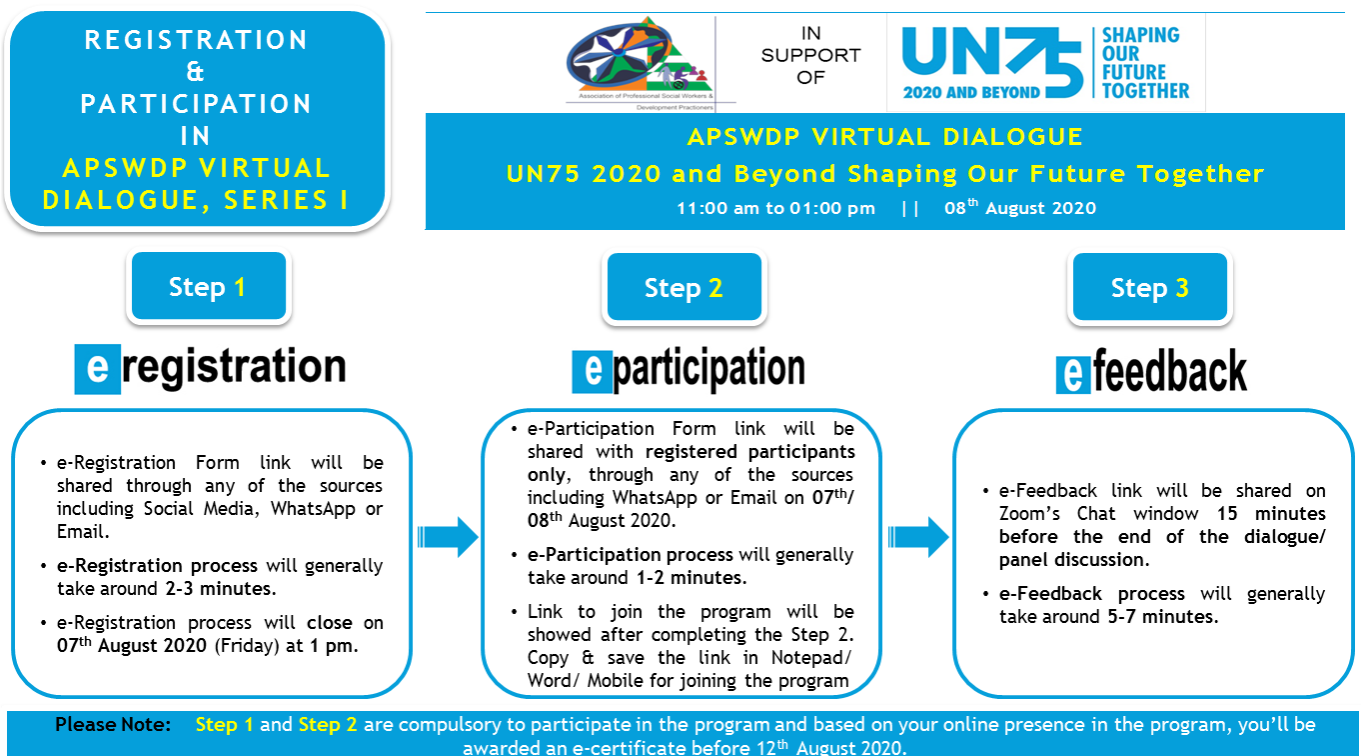 REGISTRATION
&
PARTICIPATION
IN
APSWDP VIRTUAL
DIALOGUE, SERIES I
Association of Professional Social Workers &
Development Practioners
IN
SUPPORT
OF
UN75
2020 AND BEYOND
SHAPING
OUR
FUTURE
TOGETHER
APSWDP VIRTUAL DIALOGUE
UN75 2020 and Beyond Shaping Our Future Together
11:00 am to 01:00 pm || 08th August 2020
Step 1
e registration
• e-Registration Form link will be
shared through any of the sources
including Social Media, WhatsApp or
Email.
• e-Registration process will generally
take around 2-3 minutes.
• e-Registration process will close on
07th August 2020 (Friday) at 1 pm.
Step 2
e participation
• e-Participation Form link will be
shared with registered participants
only, through any of the sources
including WhatsApp or Email on 07th/
08th August 2020.
• e-Participation process will generally
take around 1-2 minutes.
• Link to join the program will be
showed after completing the Step 2.
Copy & save the link in Notepad/
Word/ Mobile for joining the program
Step 3
e feedback
• e-Feedback link will be shared on
Zoom's Chat window 15 minutes
before the end of the dialogue/
panel discussion.
• e-Feedback process will generally
take around 5-7 minutes.
Please Note: Step 1 and Step 2 are compulsory to participate in the program and based on your online presence in the program, you'll be
awarded an e-certificate before 12th August 2020.